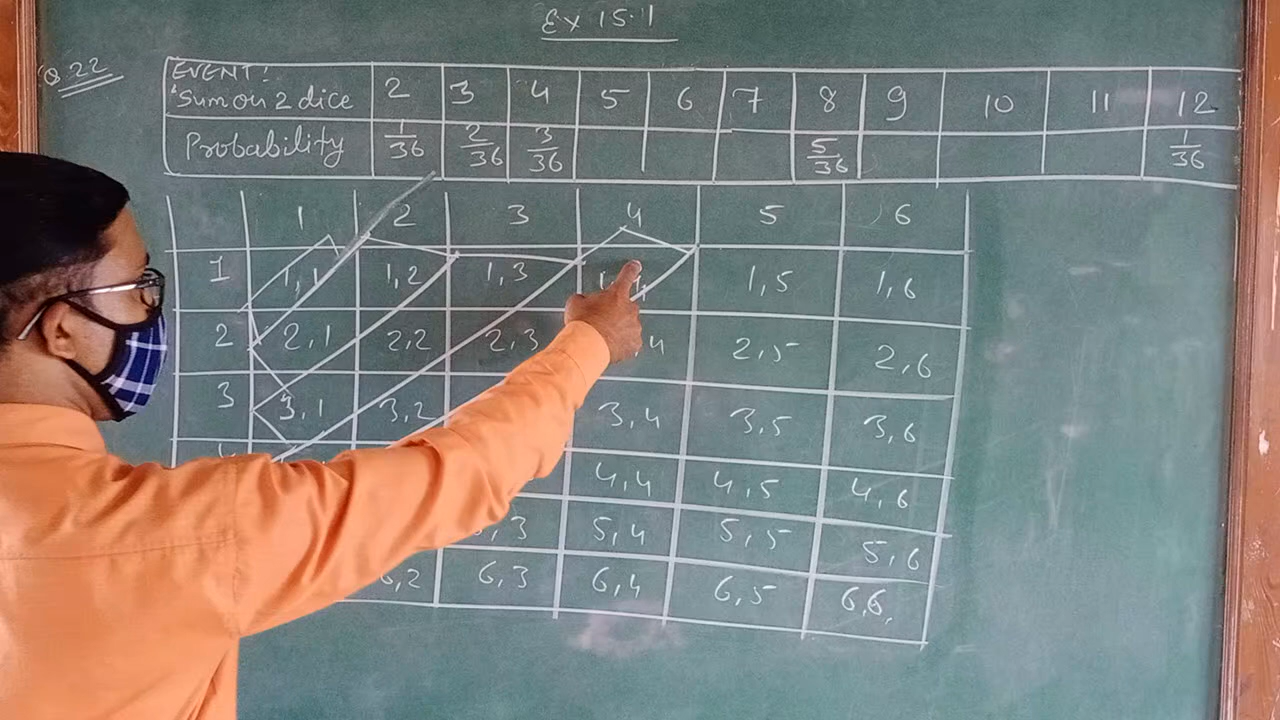 Ex 15.1
Q 22
EVENT:
'Sum on 2 dice 2 3 4 5 6 7 8 9 10 11 12
Probability 1/36 2/36 3/36 5/36 1/36
1 2 3 4 5 6
1 1,1 1,2 1,3 1,5 1,6
2 2,1 2,2 2,3 ,4 2,5 2,6
3 3,1 3,2 3,4 3,5 3,6
4,4 4,5 4,6
,3 5,4 5,5 5,6
6,2 6,3 6,4 6,5 6,6,